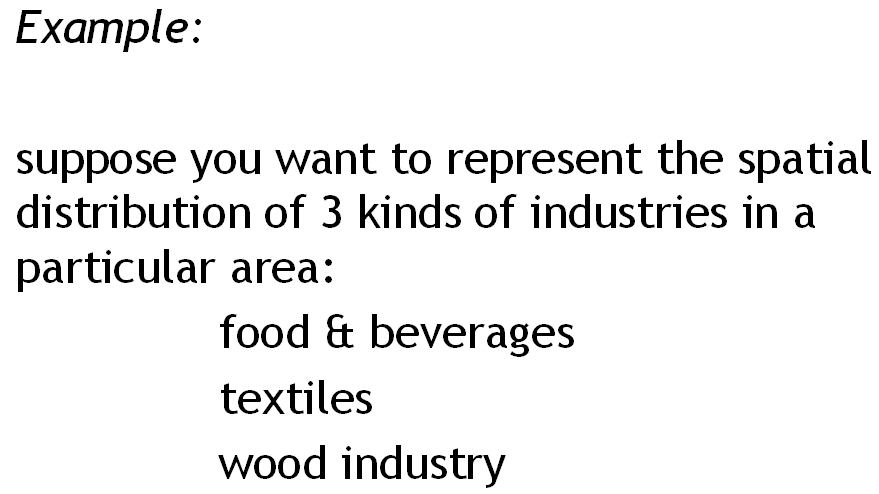 Example:
suppose you want to represent the spatial
distribution of 3 kinds of industries in a
particular area:
food & beverages
textiles
wood industry